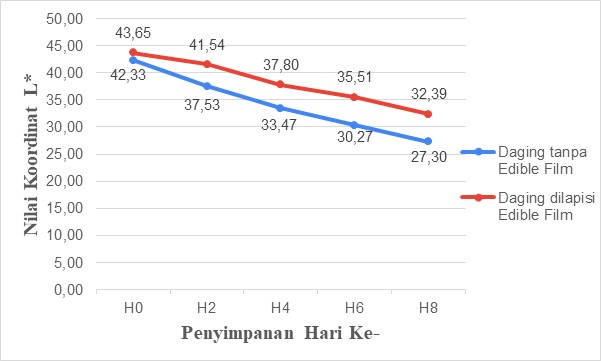 50,00
45,00
40,00
35,00
30,00
25,00
20,00
15,00
10,00
5,00
0,00
Nilai Koordinat L*
43,65
41,54
37,80
35,51
32,39
42,33
37,53
33,47
30,27
27,30
H0
H2
H4
H6
H8
Penyimpanan Hari Ke-
Daging tanpa
Edible Film
Daging dilapisi
Edible Film